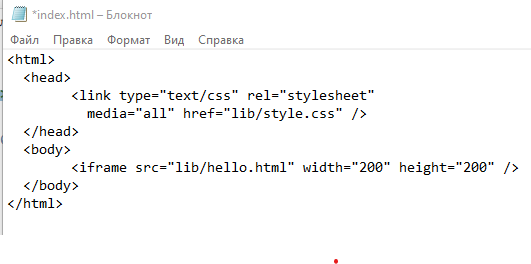 *index.html – Блокнот
Файл Правка Формат Вид Справка
<html>
  <head>
        <link type="text/css" rel="stylesheet"
          media="all" href="lib/style.css" />
  </head>
  <body>
        <iframe src="lib/hello.html" width="200" height="200" />
  </body>
</html>